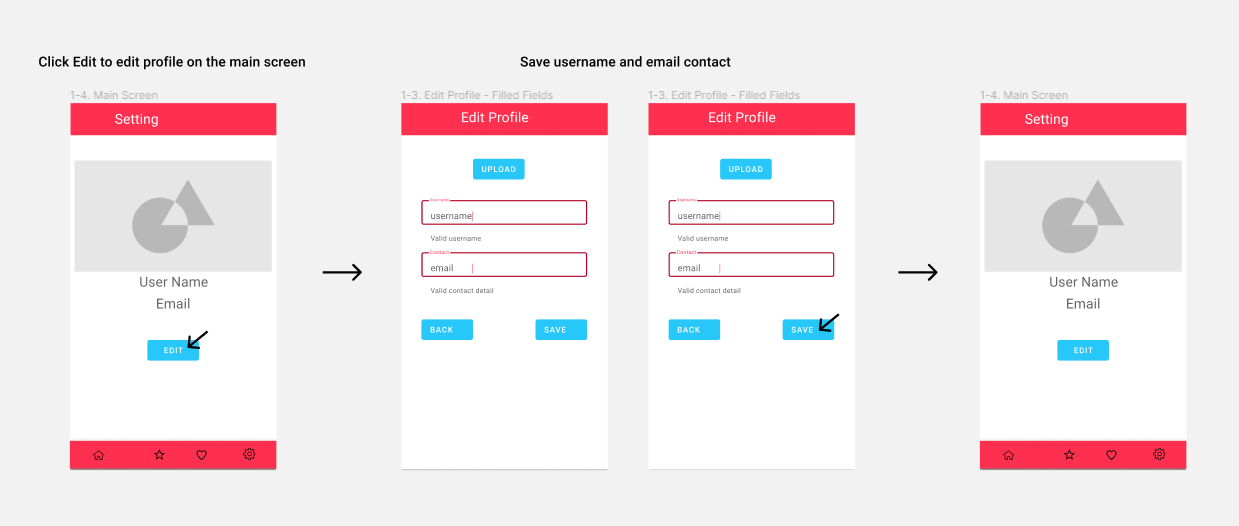 Click Edit to edit profile on the main screen
Save username and email contact
1-4. Main Screen
Setting
User Name
Email
EDIT
1-3. Edit Profile - Filled Fields
Edit Profile
UPLOAD
Username
username
Valid username
Contact
email
Valid contact detail
BACK
SAVE
1-3. Edit Profile - Filled Fields
Edit Profile
UPLOAD
Username
username
Valid username
Contact
email
Valid contact detail
BACK
SAVE
1-4. Main Screen
Setting
User Name
Email
EDIT